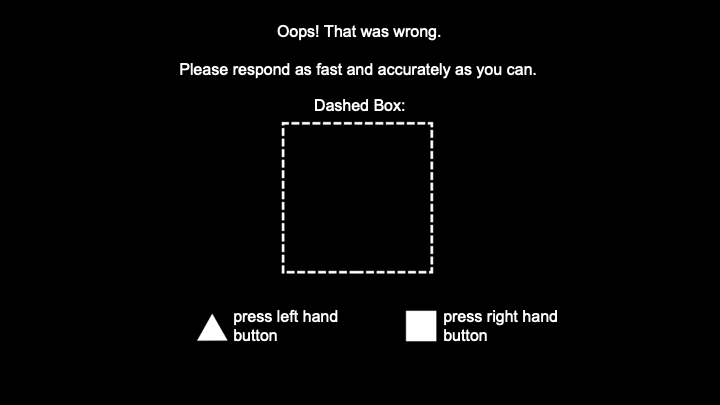 Oops! That was wrong.
Please respond as fast and accurately as you can.
Dashed Box:
press left hand
button
press right hand
button